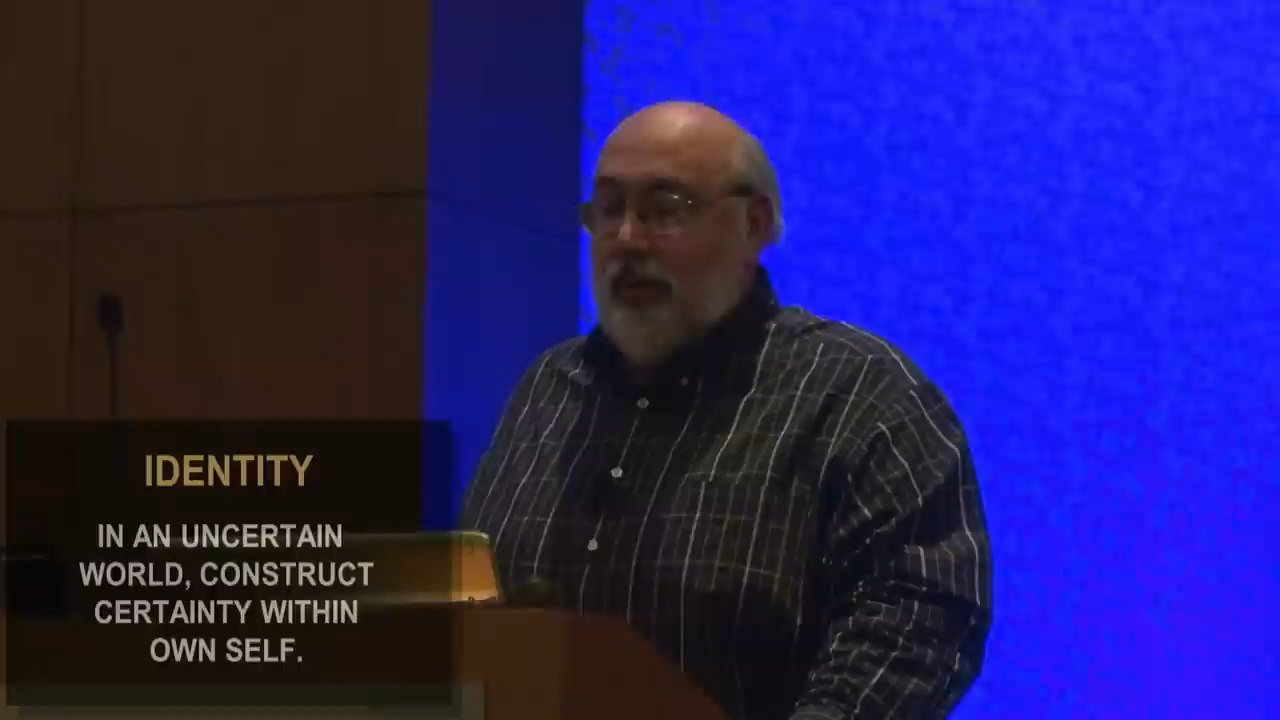 IDENTITY
IN AN UNCERTAIN
WORLD, CONSTRUCT
CERTAINTY WITHIN
OWN SELF.